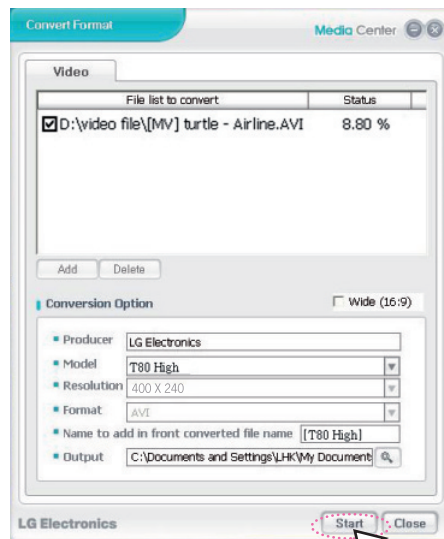 Convert Format
Media Center
Video
File list to convert Status
D:\video file\[MV] turtle - Airline.AVI 8.80 %
Add Delete
Conversion Option Wide (16:9)
Producer LG Electronics
Model T80 High
Resolution 400 X 240
Format AVI
Name to add in front converted file name [T80 High]
Output C:\Documents and Settings\LHK\My Document
LG Electronics Start Close